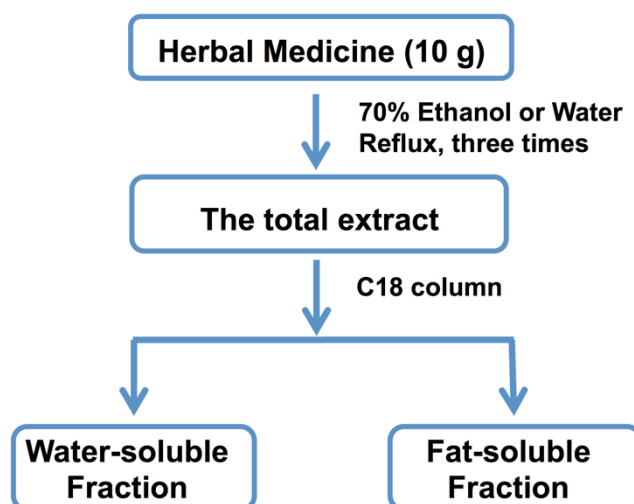 Herbal Medicine (10 g)
70% Ethanol or Water
Reflux, three times
The total extract
C18 column
Water-soluble
Fraction
Fat-soluble
Fraction